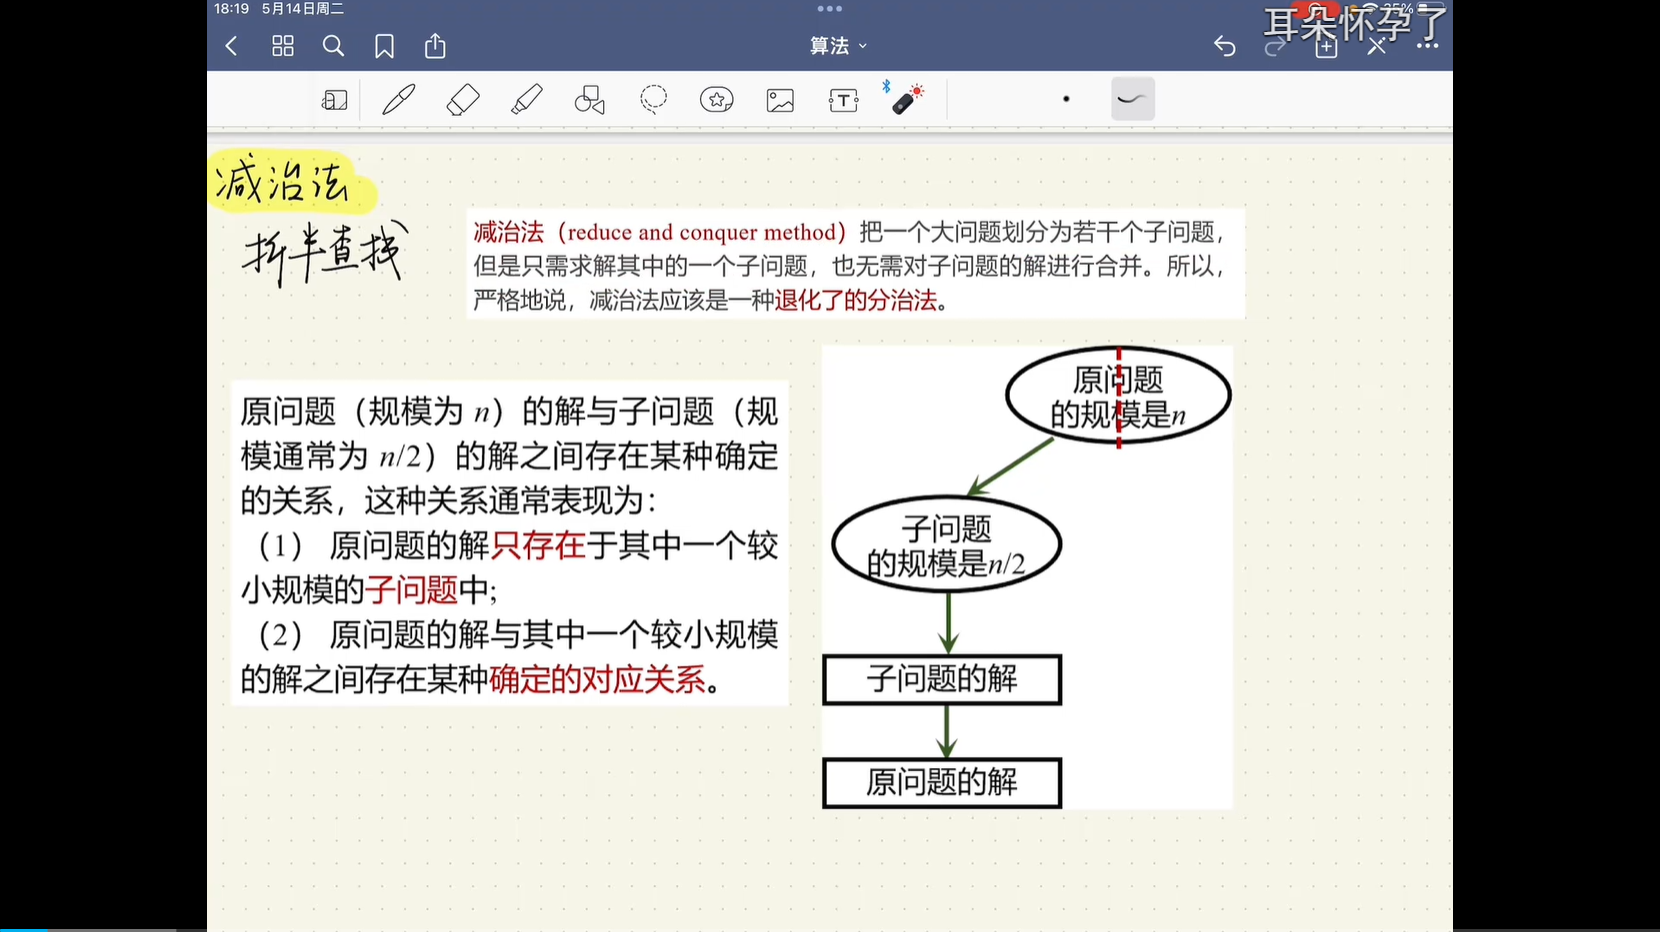 18:19 5月14日周二
35%
耳朵怀孕了
算法
减治法
折半查找
减治法（reduce and conquer method）把一个大问题划分为若干个子问题，
但是只需求解其中的一个子问题，也无需对子问题的解进行合并。所以，
严格地说，减治法应该是一种退化了的分治法。
原问题（规模为 n）的解与子问题（规
模通常为 n/2）的解之间存在某种确定
的关系，这种关系通常表现为：
（1） 原问题的解只存在于其中一个较
小规模的子问题中;
（2） 原问题的解与其中一个较小规模
的解之间存在某种确定的对应关系。
原问题
的规模是n
子问题
的规模是n/2
子问题的解
原问题的解